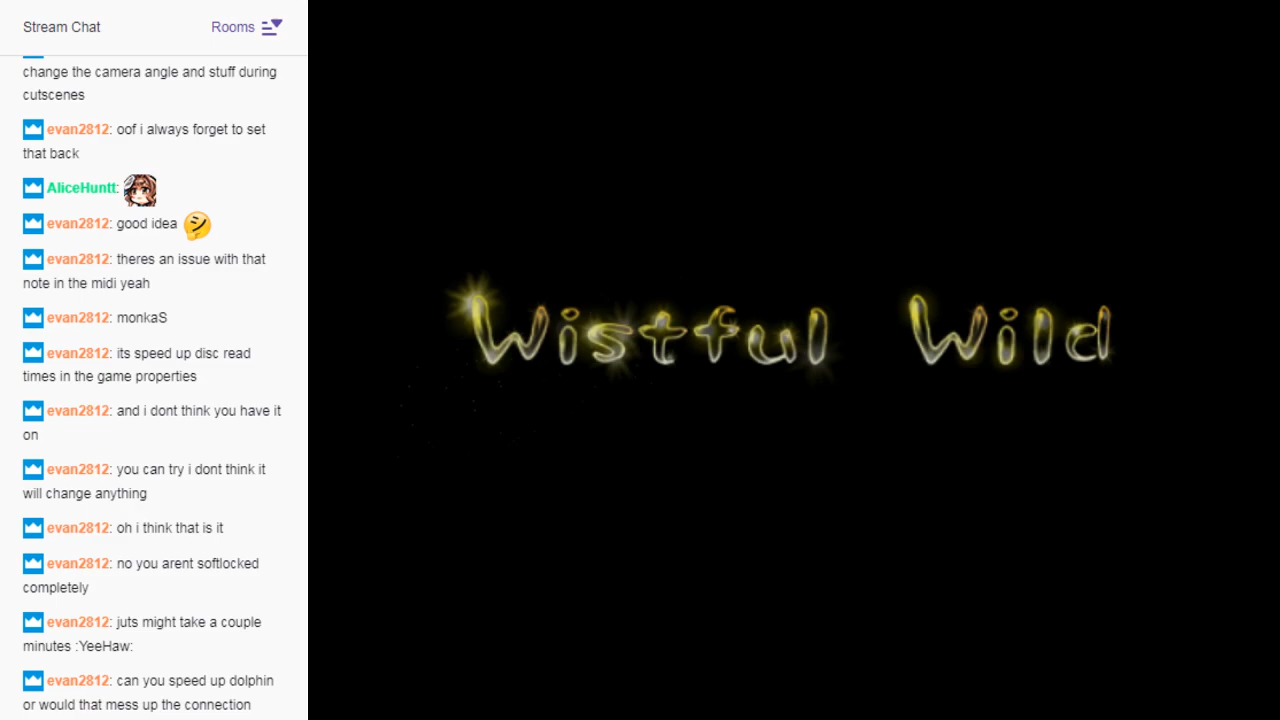 Stream Chat
Rooms
change the camera angle and stuff during
cutscenes
evan2812: oof i always forget to set
that back
AliceHuntt:
evan2812: good idea
evan2812: theres an issue with that
note in the midi yeah
evan2812: monkaS
evan2812: its speed up disc read
times in the game properties
evan2812: and i dont think you have it
on
evan2812: you can try i dont think it
will change anything
evan2812: oh i think that is it
evan2812: no you arent softlocked
completely
evan2812: juts might take a couple
minutes :YeeHaw:
evan2812: can you speed up dolphin
or would that mess up the connection
Wistful Wild